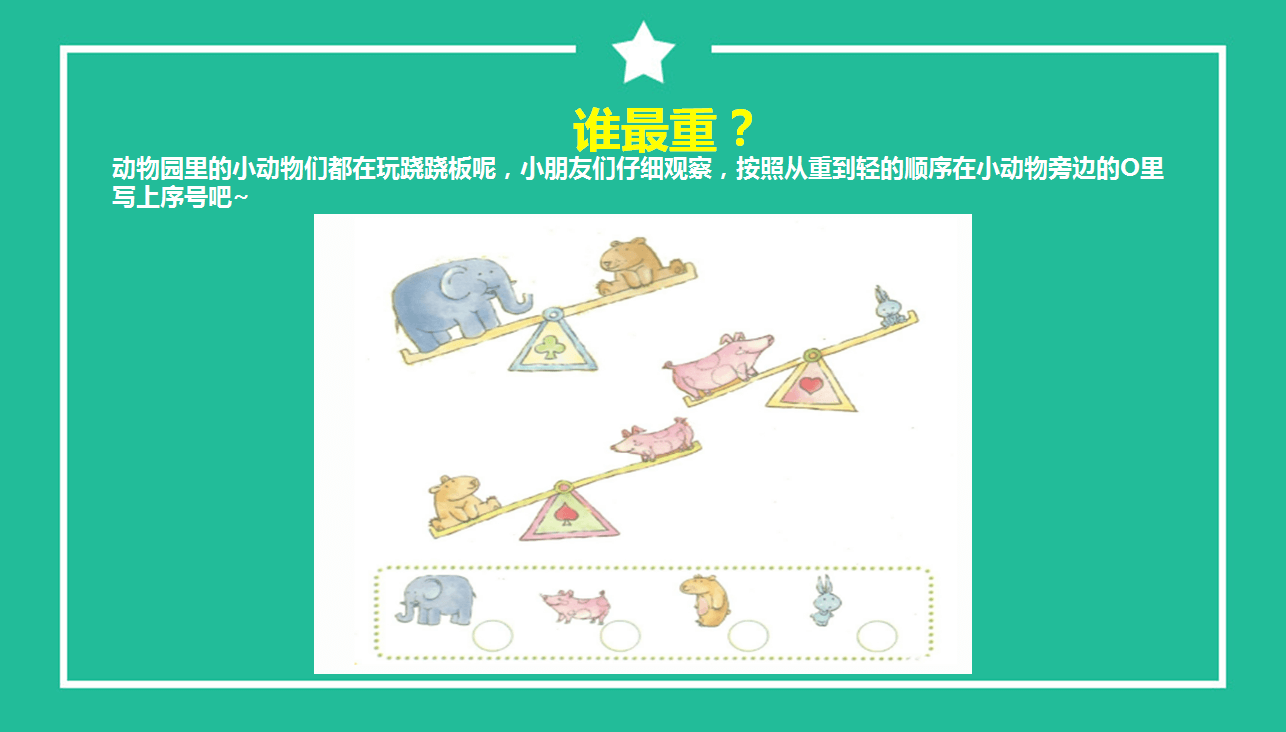 谁最重？
动物园里的小动物们都在玩跷跷板呢，小朋友们仔细观察，按照从重到轻的顺序在小动物旁边的O里
写上序号吧~